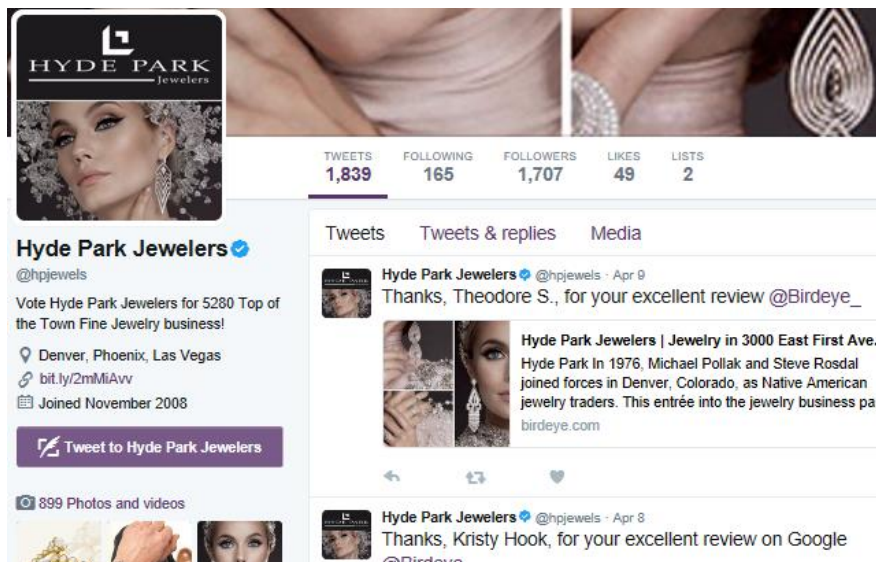 HYDE PARK
Jewelers
TWEETS
1,839
FOLLOWING
165
FOLLOWERS
1,707
LIKES
49
LISTS
2
Hyde Park Jewelers
@hpjewels
Vote Hyde Park Jewelers for 5280 Top of
the Town Fine Jewelry business!
Denver, Phoenix, Las Vegas
bit.ly/2mMiAvv
Joined November 2008
Tweet to Hyde Park Jewelers
899 Photos and videos
Tweets Tweets & replies Media
Hyde Park Jewelers @hpjewels · Apr 9
Thanks, Theodore S., for your excellent review @Birdeye_
Hyde Park Jewelers | Jewelry in 3000 East First Ave.
Hyde Park In 1976, Michael Pollak and Steve Rosdal
joined forces in Denver, Colorado, as Native American
jewelry traders. This entrée into the jewelry business pa
birdeye.com
Hyde Park Jewelers @hpjewels · Apr 8
Thanks, Kristy Hook, for your excellent review on Google
@Birdeye_